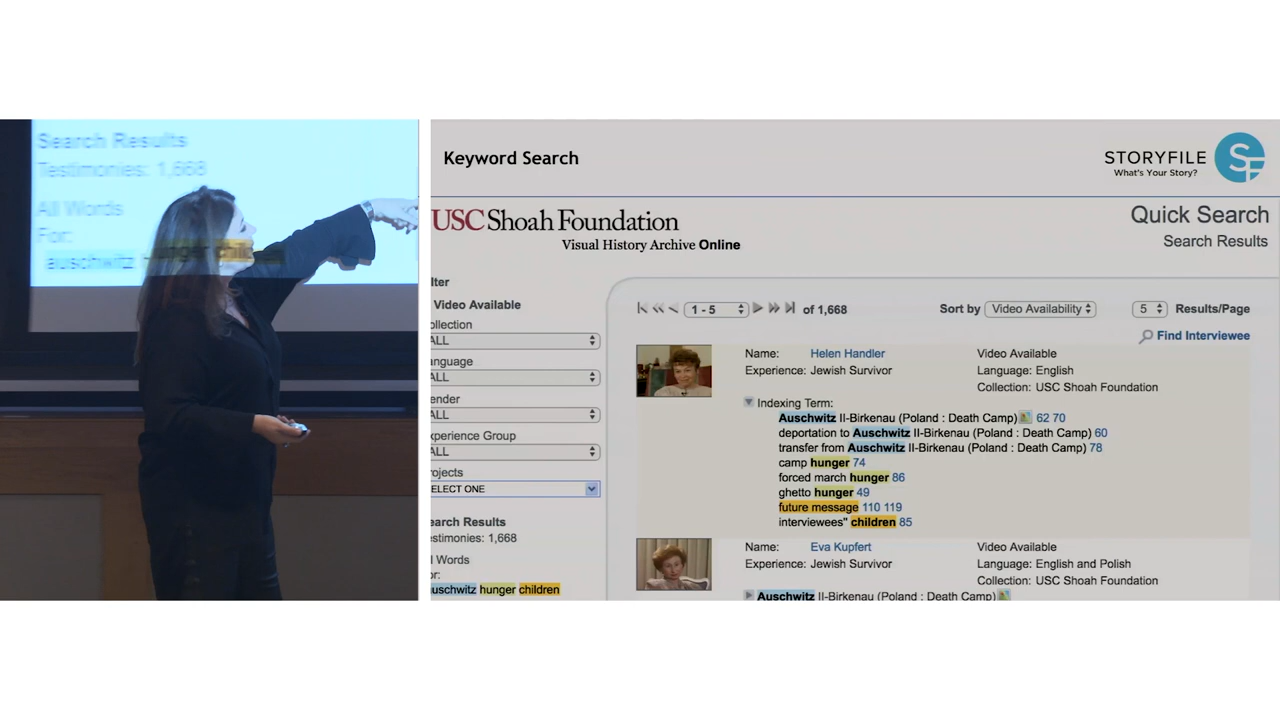 Search Results
Testimonies: 1,668
All Words
For:
auschwitz hunger
Keyword Search
STORYFILE
What's Your Story?
SF
USC Shoah Foundation
Visual History Archive Online
Quick Search
Search Results
lter
Video Available
ollection
ALL
anguage
ALL
ender
ALL
xperience Group
ALL
rojects
ELECT ONE
earch Results
estimonies: 1,668
ll Words
or:
auschwitz hunger children
1 - 5 of 1,668
Sort by Video Availability 5 Results/Page
Find Interviewee
Name: Helen Handler
Experience: Jewish Survivor
Video Available
Language: English
Collection: USC Shoah Foundation
Indexing Term:
Auschwitz II-Birkenau (Poland : Death Camp) 62 70
deportation to Auschwitz II-Birkenau (Poland : Death Camp) 60
transfer from Auschwitz II-Birkenau (Poland : Death Camp) 78
camp hunger 74
forced march hunger 86
ghetto hunger 49
future message 110 119
interviewees" children 85
Name: Eva Kupfert
Experience: Jewish Survivor
Video Available
Language: English and Polish
Collection: USC Shoah Foundation
Auschwitz II-Birkenau (Poland : Death Camp)